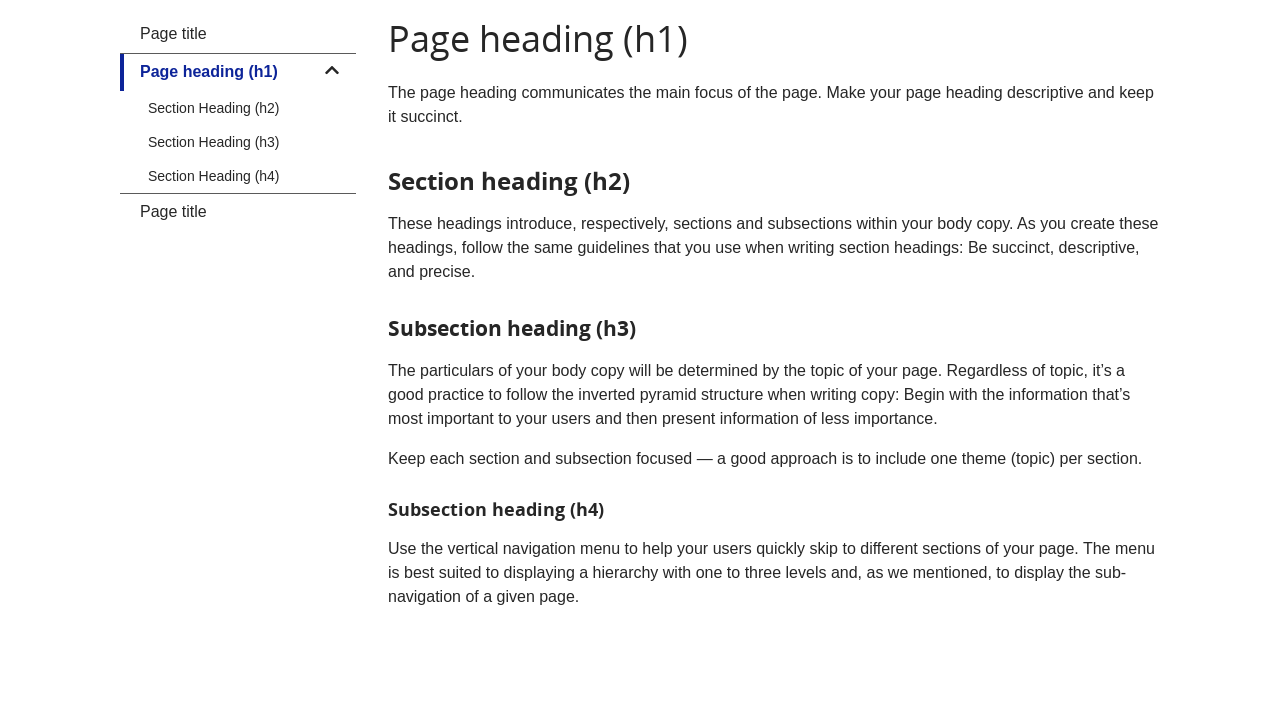 Page title
Page heading (h1)
Section Heading (h2)
Section Heading (h3)
Section Heading (h4)
Page title
Page heading (h1)
The page heading communicates the main focus of the page. Make your page heading descriptive and keep
it succinct.
Section heading (h2)
These headings introduce, respectively, sections and subsections within your body copy. As you create these
headings, follow the same guidelines that you use when writing section headings: Be succinct, descriptive,
and precise.
Subsection heading (h3)
The particulars of your body copy will be determined by the topic of your page. Regardless of topic, it’s a
good practice to follow the inverted pyramid structure when writing copy: Begin with the information that’s
most important to your users and then present information of less importance.
Keep each section and subsection focused — a good approach is to include one theme (topic) per section.
Subsection heading (h4)
Use the vertical navigation menu to help your users quickly skip to different sections of your page. The menu
is best suited to displaying a hierarchy with one to three levels and, as we mentioned, to display the sub-
navigation of a given page.